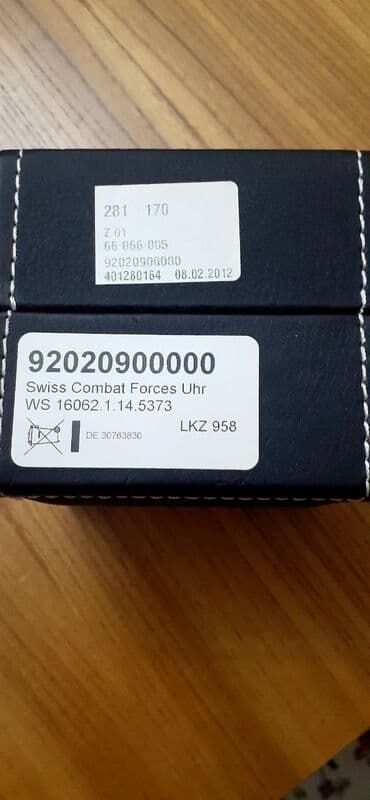 281 170
Z 01
66 066 005
92020900000
401280164 08.02.2012
92020900000
Swiss Combat Forces Uhr
WS 16062.1.14.5373
LKZ 958
DE 30763830